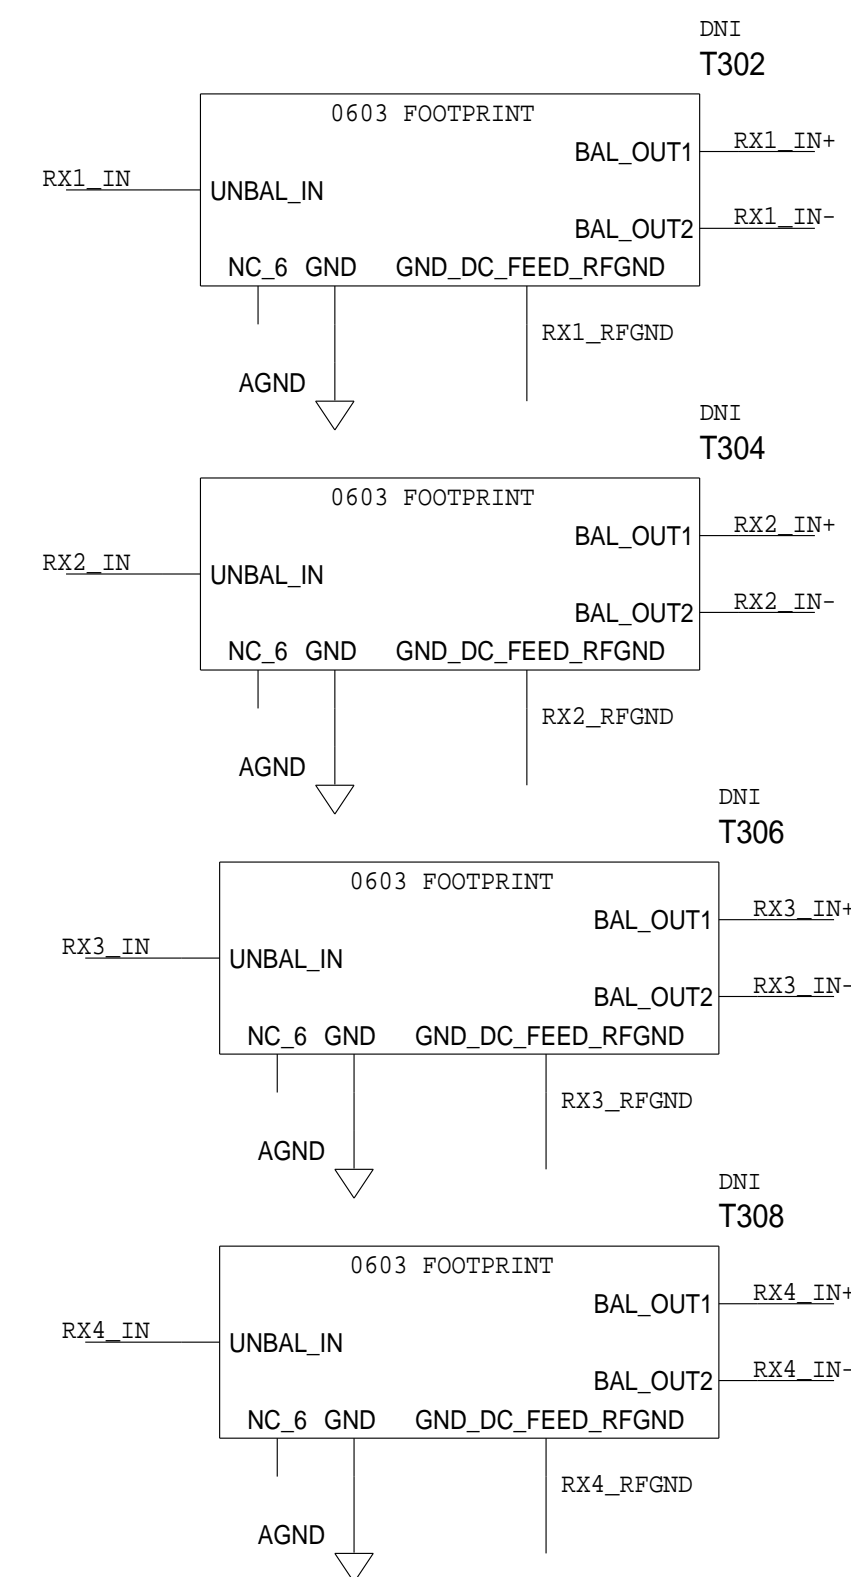 DNI
T302
0603 FOOTPRINT
BAL_OUT1
RX1_IN+
RX1_IN
UNBAL_IN
BAL_OUT2
RX1_IN-
NC_6 GND GND_DC_FEED_RFGND
RX1_RFGND
AGND
DNI
T304
0603 FOOTPRINT
BAL_OUT1
RX2_IN+
RX2_IN
UNBAL_IN
BAL_OUT2
RX2_IN-
NC_6 GND GND_DC_FEED_RFGND
RX2_RFGND
AGND
DNI
T306
0603 FOOTPRINT
BAL_OUT1
RX3_IN+
RX3_IN
UNBAL_IN
BAL_OUT2
RX3_IN-
NC_6 GND GND_DC_FEED_RFGND
RX3_RFGND
AGND
DNI
T308
0603 FOOTPRINT
BAL_OUT1
RX4_IN+
RX4_IN
UNBAL_IN
BAL_OUT2
RX4_IN-
NC_6 GND GND_DC_FEED_RFGND
RX4_RFGND
AGND